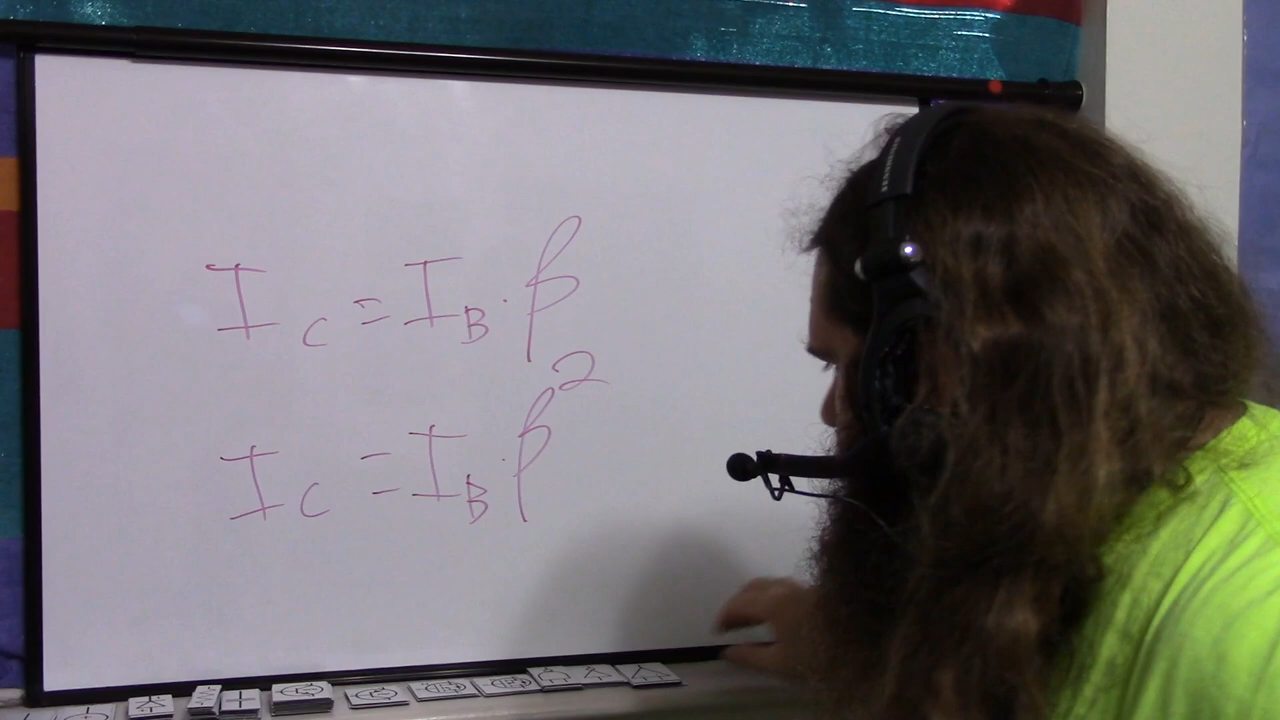 I_C = I_B · β
I_C = I_B · β²